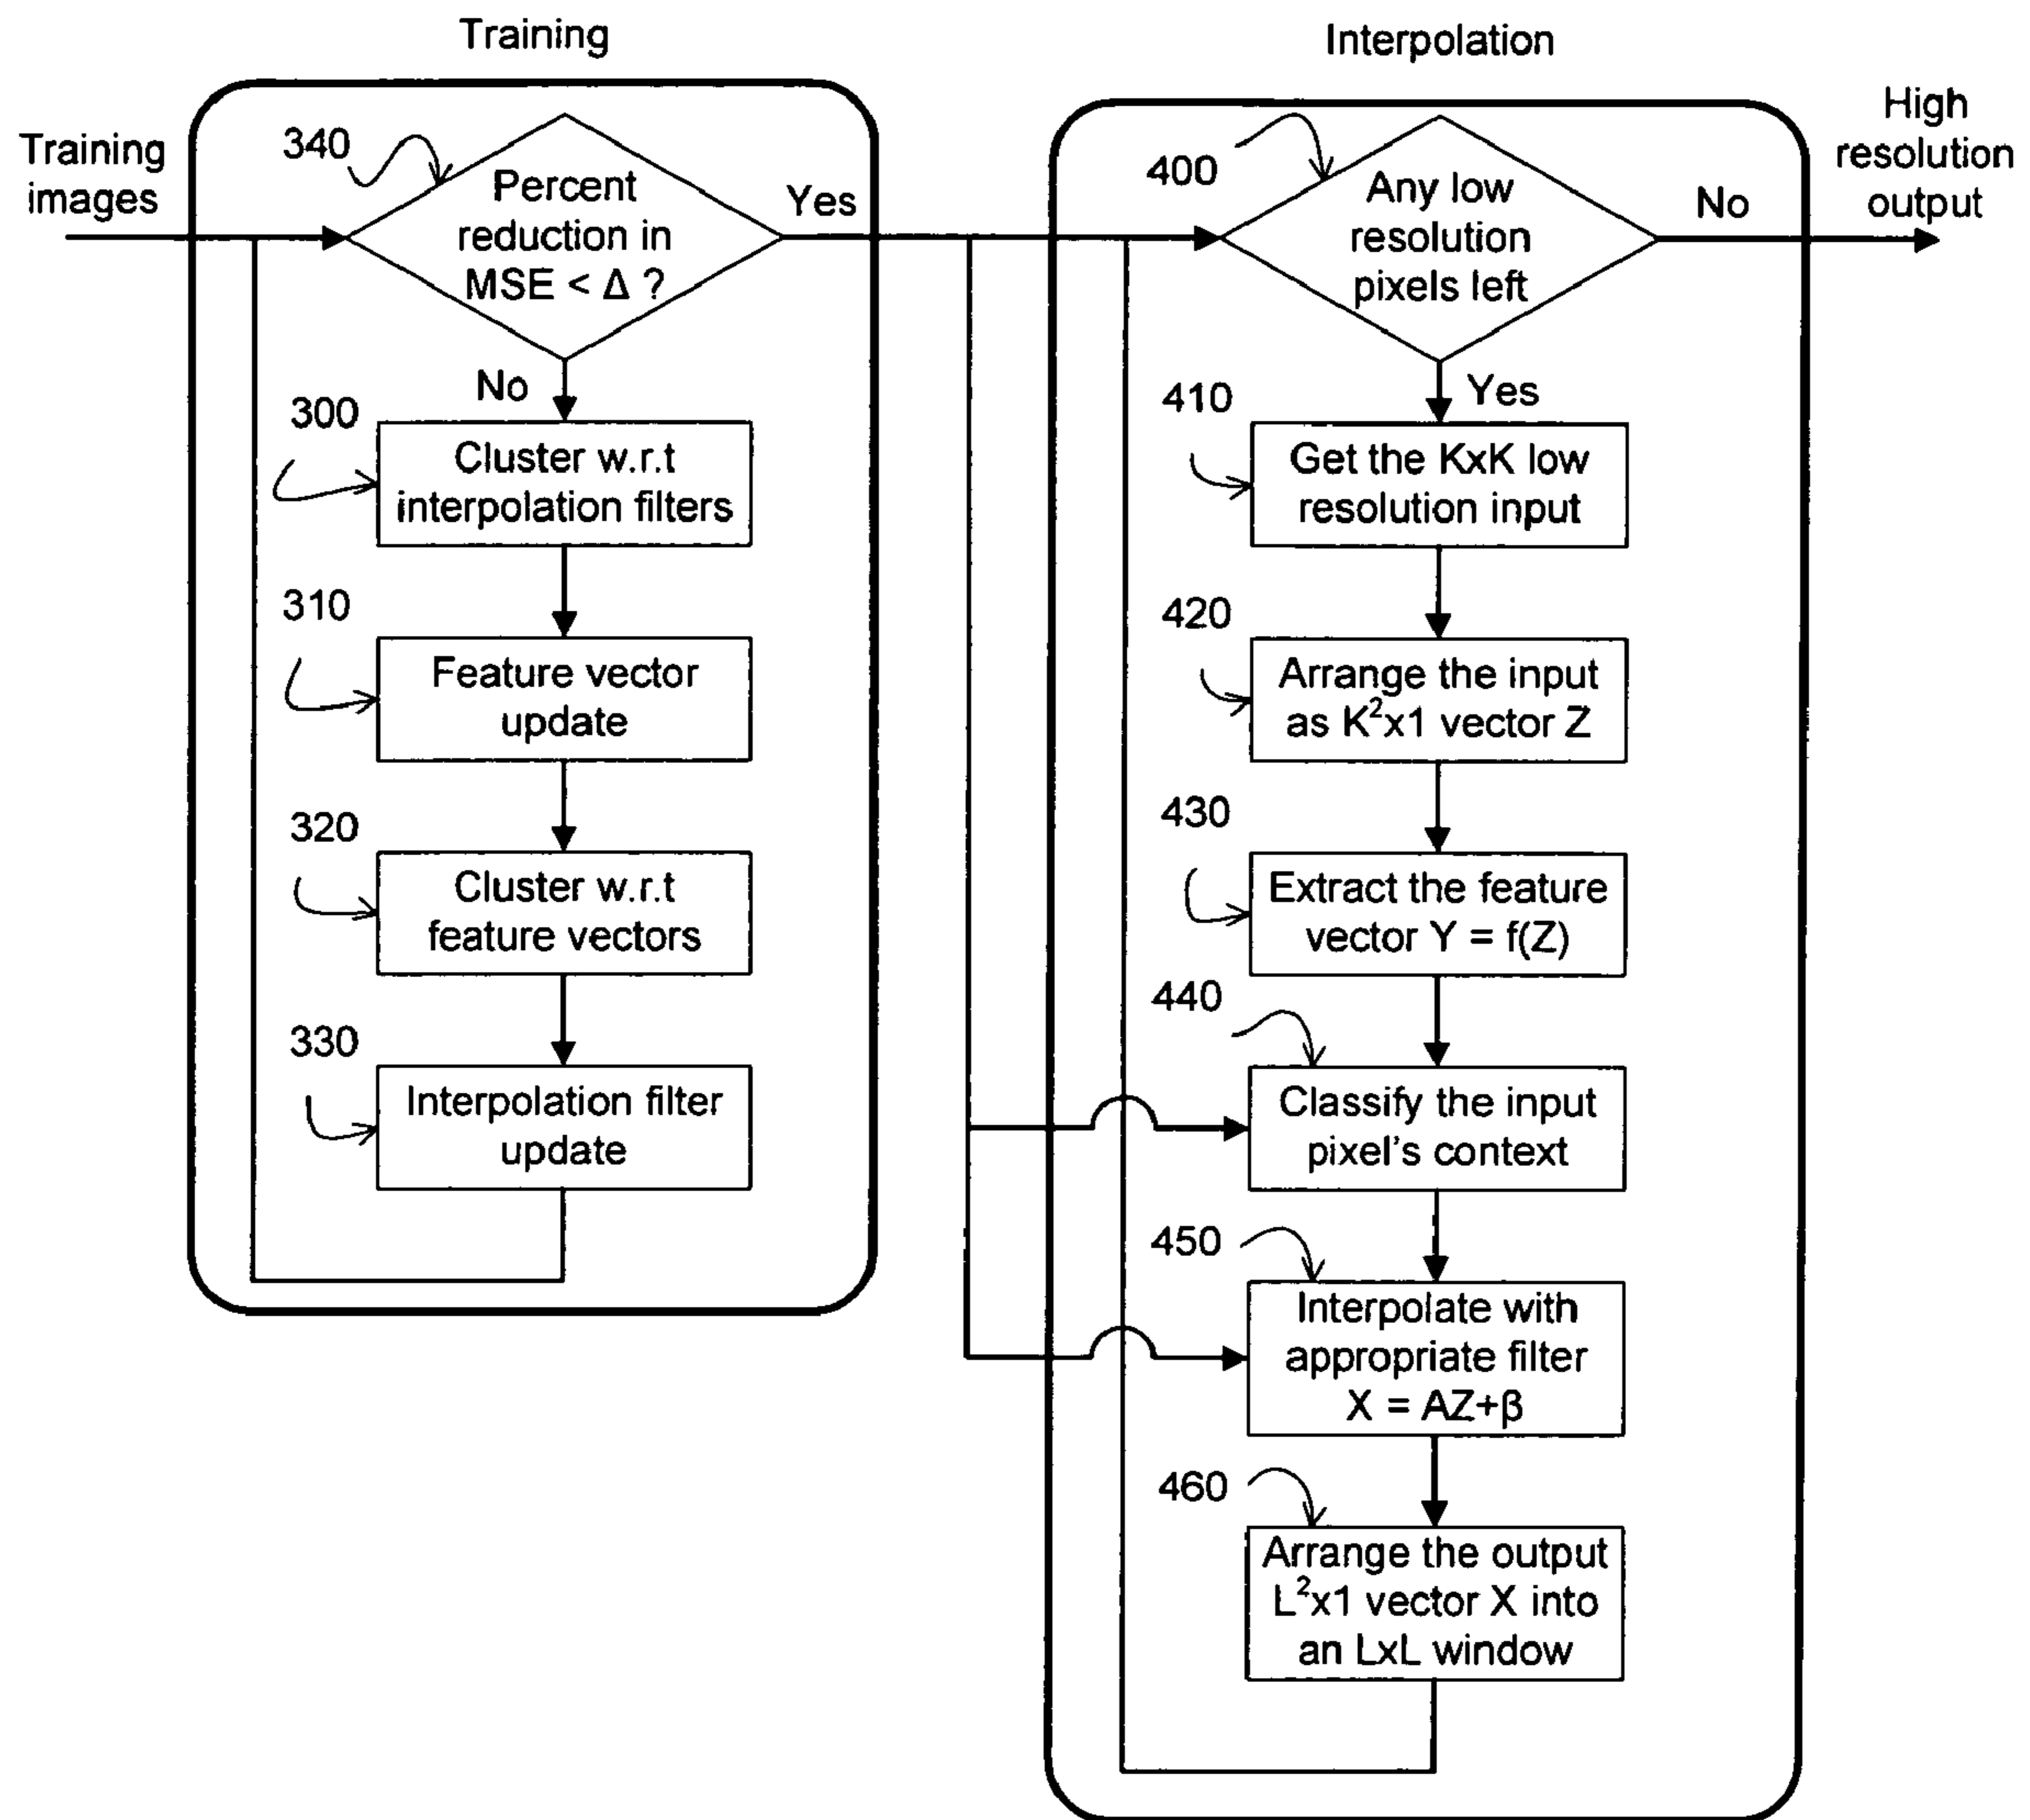 Training
Training
images
340
Percent
reduction in
MSE < Δ ?
Yes
No
300
Cluster w.r.t
interpolation filters
310
Feature vector
update
320
Cluster w.r.t
feature vectors
330
Interpolation filter
update
Interpolation
400
Any low
resolution
pixels left
No
High
resolution
output
Yes
410
Get the KxK low
resolution input
420
Arrange the input
as K²x1 vector Z
430
Extract the feature
vector Y = f(Z)
440
Classify the input
pixel's context
450
Interpolate with
appropriate filter
X = AZ+β
460
Arrange the output
L²x1 vector X into
an LxL window